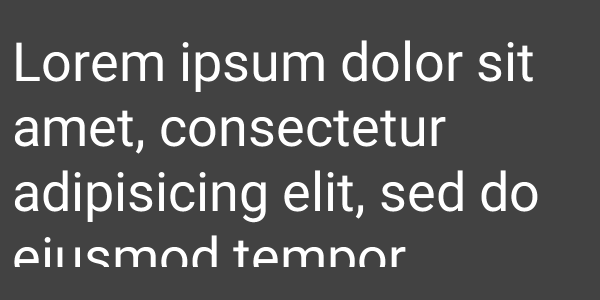 Lorem ipsum dolor sit
amet, consectetur
adipisicing elit, sed do
eiusmod tempor